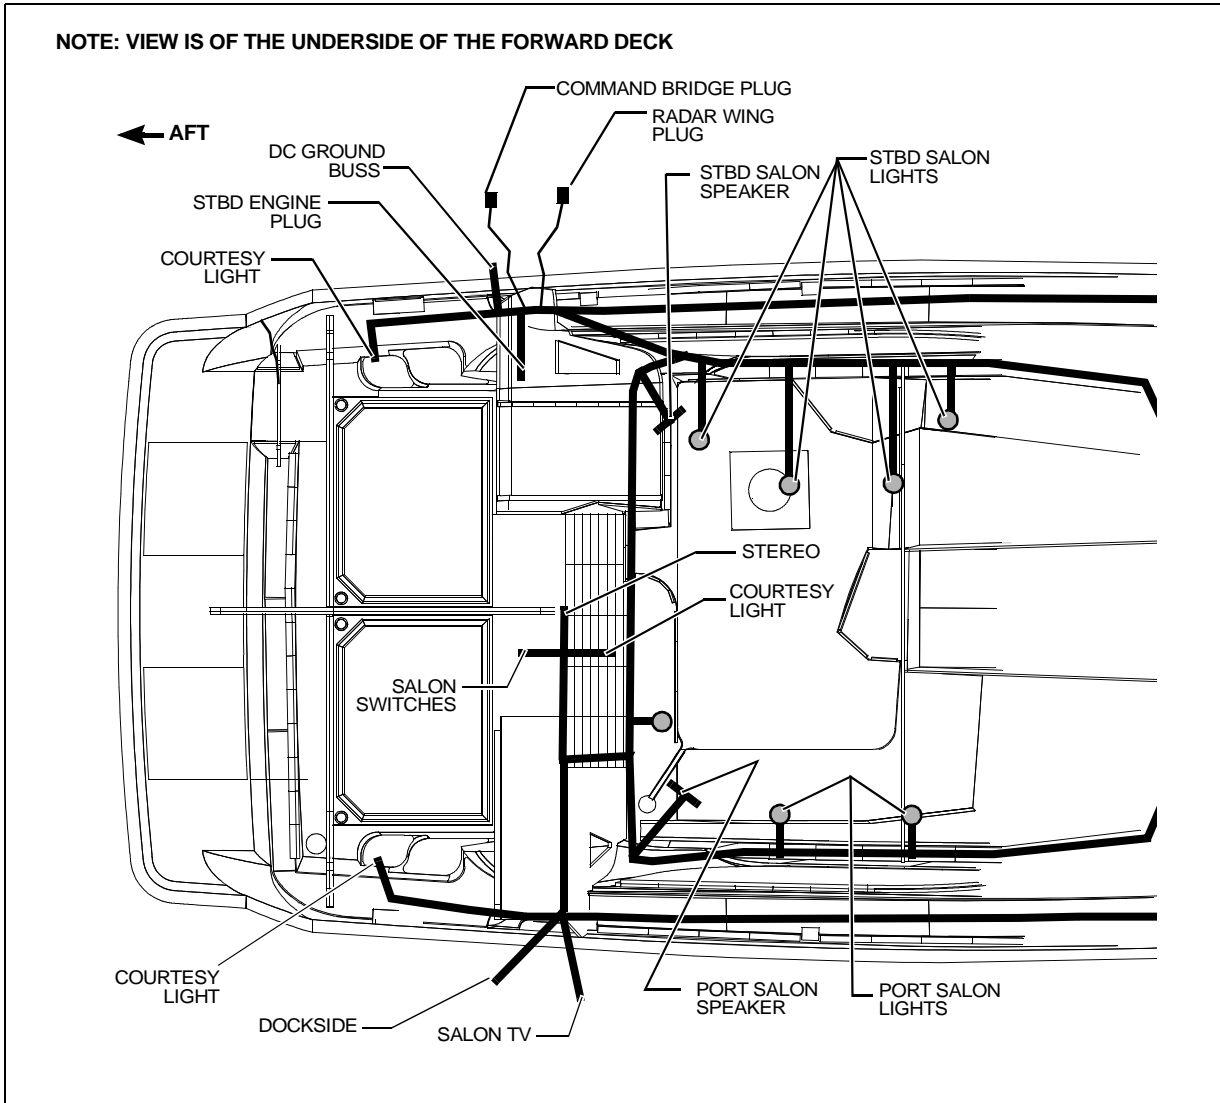 NOTE: VIEW IS OF THE UNDERSIDE OF THE FORWARD DECK
COMMAND BRIDGE PLUG
RADAR WING
PLUG
AFT
DC GROUND
BUSS
STBD SALON
SPEAKER
STBD SALON
LIGHTS
STBD ENGINE
PLUG
COURTESY
LIGHT
STEREO
COURTESY
LIGHT
SALON
SWITCHES
COURTESY
LIGHT
DOCKSIDE
SALON TV
PORT SALON
SPEAKER
PORT SALON
LIGHTS